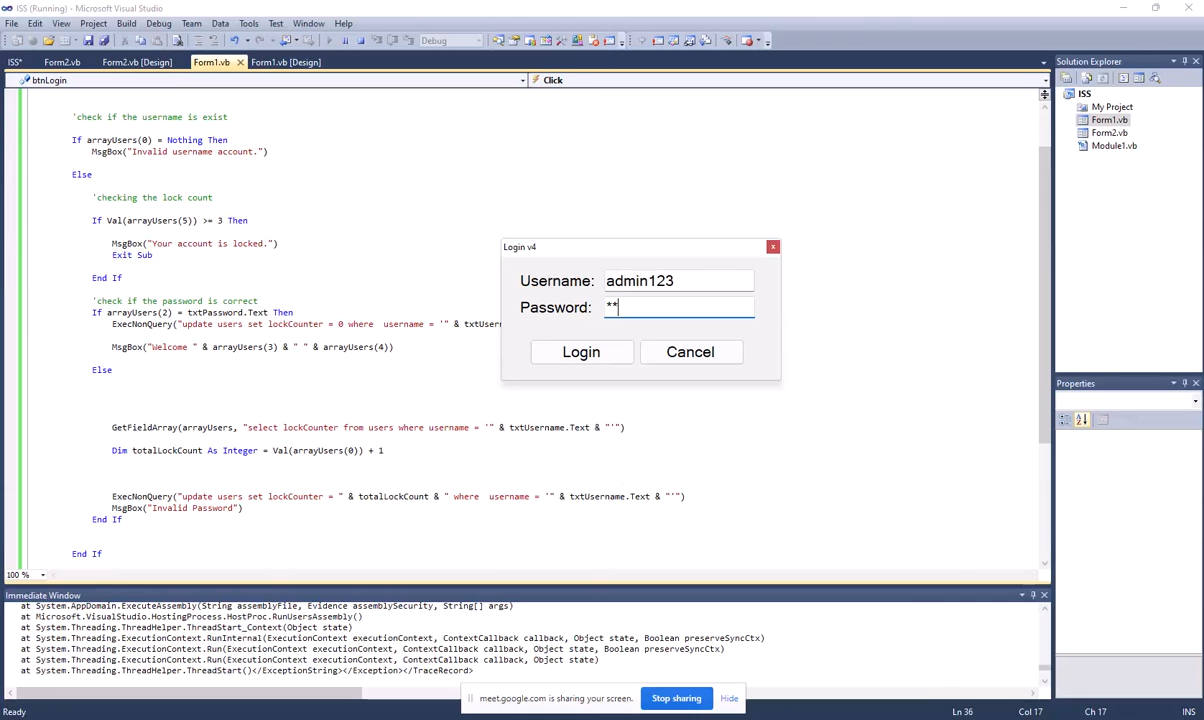 ISS (Running) - Microsoft Visual Studio
File Edit View Project Build Debug Team Data Tools Test Window Help
Debug
ISS* Form2.vb Form2.vb [Design] Form1.vb Form1.vb [Design]
btnLogin Click
'check if the username is exist
If arrayUsers(0) = Nothing Then
MsgBox("Invalid username account.")
Else
'checking the lock count
If Val(arrayUsers(5)) >= 3 Then
MsgBox("Your account is locked.")
Exit Sub
End If
'check if the password is correct
If arrayUsers(2) = txtPassword.Text Then
ExecNonQuery("update users set lockCounter = 0 where  username = '" & txtUsern
MsgBox("Welcome " & arrayUsers(3) & " " & arrayUsers(4))
Else
GetFieldArray(arrayUsers, "select lockCounter from users where username = '" & txtUsername.Text & "'")
Dim totalLockCount As Integer = Val(arrayUsers(0)) + 1
ExecNonQuery("update users set lockCounter = " & totalLockCount & " where  username = '" & txtUsername.Text & "'")
MsgBox("Invalid Password")
End If
End If
100 %
Login v4
Username: admin123
Password: **
Login Cancel
Solution Explorer
ISS
My Project
Form1.vb
Form2.vb
Module1.vb
Properties
Immediate Window
at System.AppDomain.ExecuteAssembly(String assemblyFile, Evidence assemblySecurity, String[] args)
at Microsoft.VisualStudio.HostingProcess.HostProc.RunUsersAssembly()
at System.Threading.ThreadHelper.ThreadStart_Context(Object state)
at System.Threading.ExecutionContext.RunInternal(ExecutionContext executionContext, ContextCallback callback, Object state, Boolean preserveSyncCtx)
at System.Threading.ExecutionContext.Run(ExecutionContext executionContext, ContextCallback callback, Object state, Boolean preserveSyncCtx)
at System.Threading.ExecutionContext.Run(ExecutionContext executionContext, ContextCallback callback, Object state)
at System.Threading.ThreadHelper.ThreadStart()</ExceptionString></Exception></TraceRecord>
meet.google.com is sharing your screen. Stop sharing Hide
Ready Ln 36 Col 17 Ch 17 INS